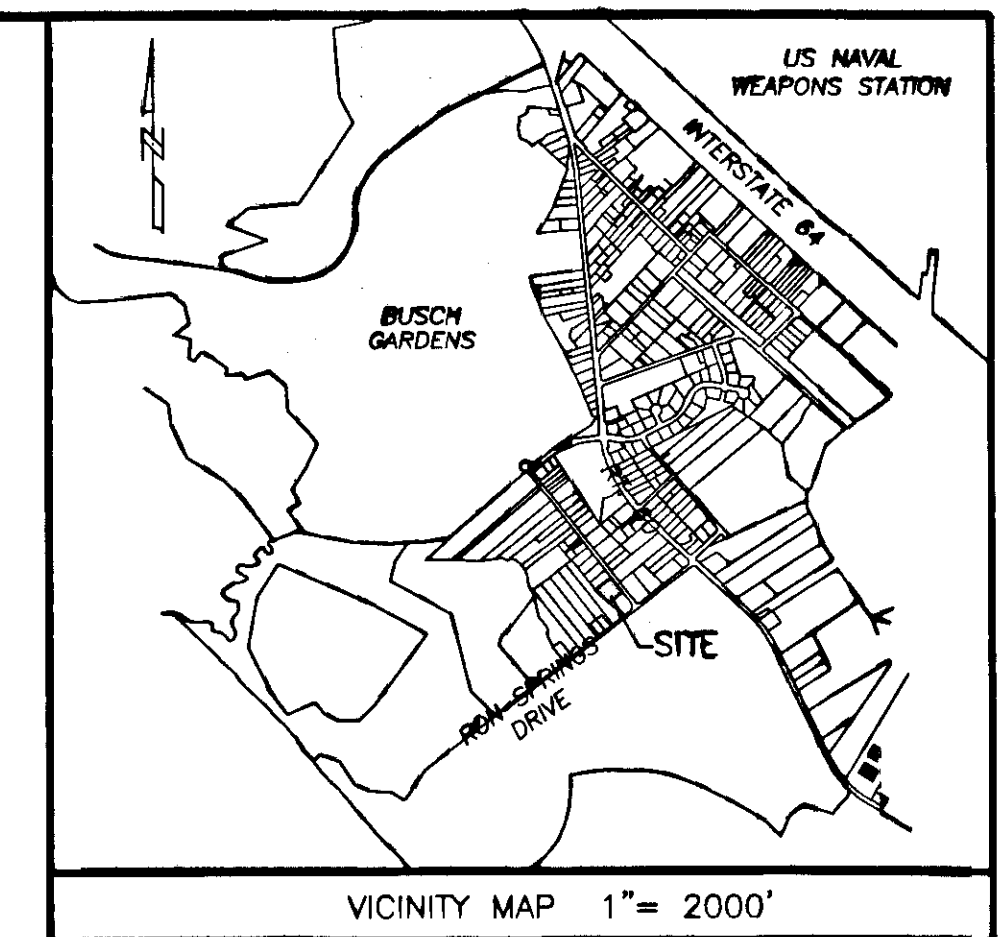 US NAVAL
WEAPONS STATION
INTERSTATE 64
N
BUSCH
GARDENS
SITE
RON SPRINGS
DRIVE
VICINITY MAP 1"= 2000'